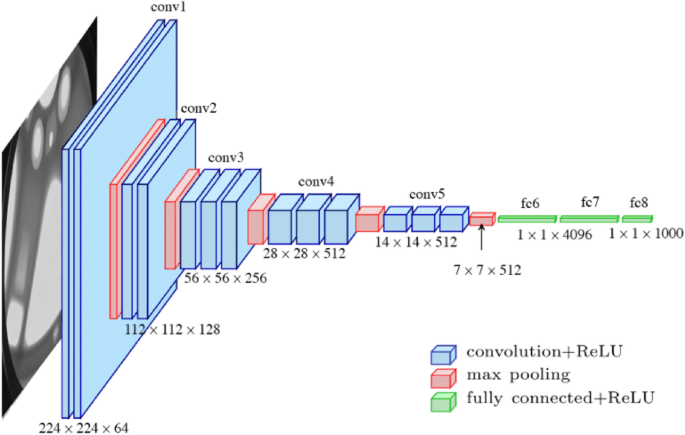 conv1
conv2
conv3
conv4
conv5
fc6
fc7
fc8
224 × 224 × 64
112 × 112 × 128
56 × 56 × 256
28 × 28 × 512
14 × 14 × 512
7 × 7 × 512
1 × 1 × 4096
1 × 1 × 1000
convolution+ReLU
max pooling
fully connected+ReLU